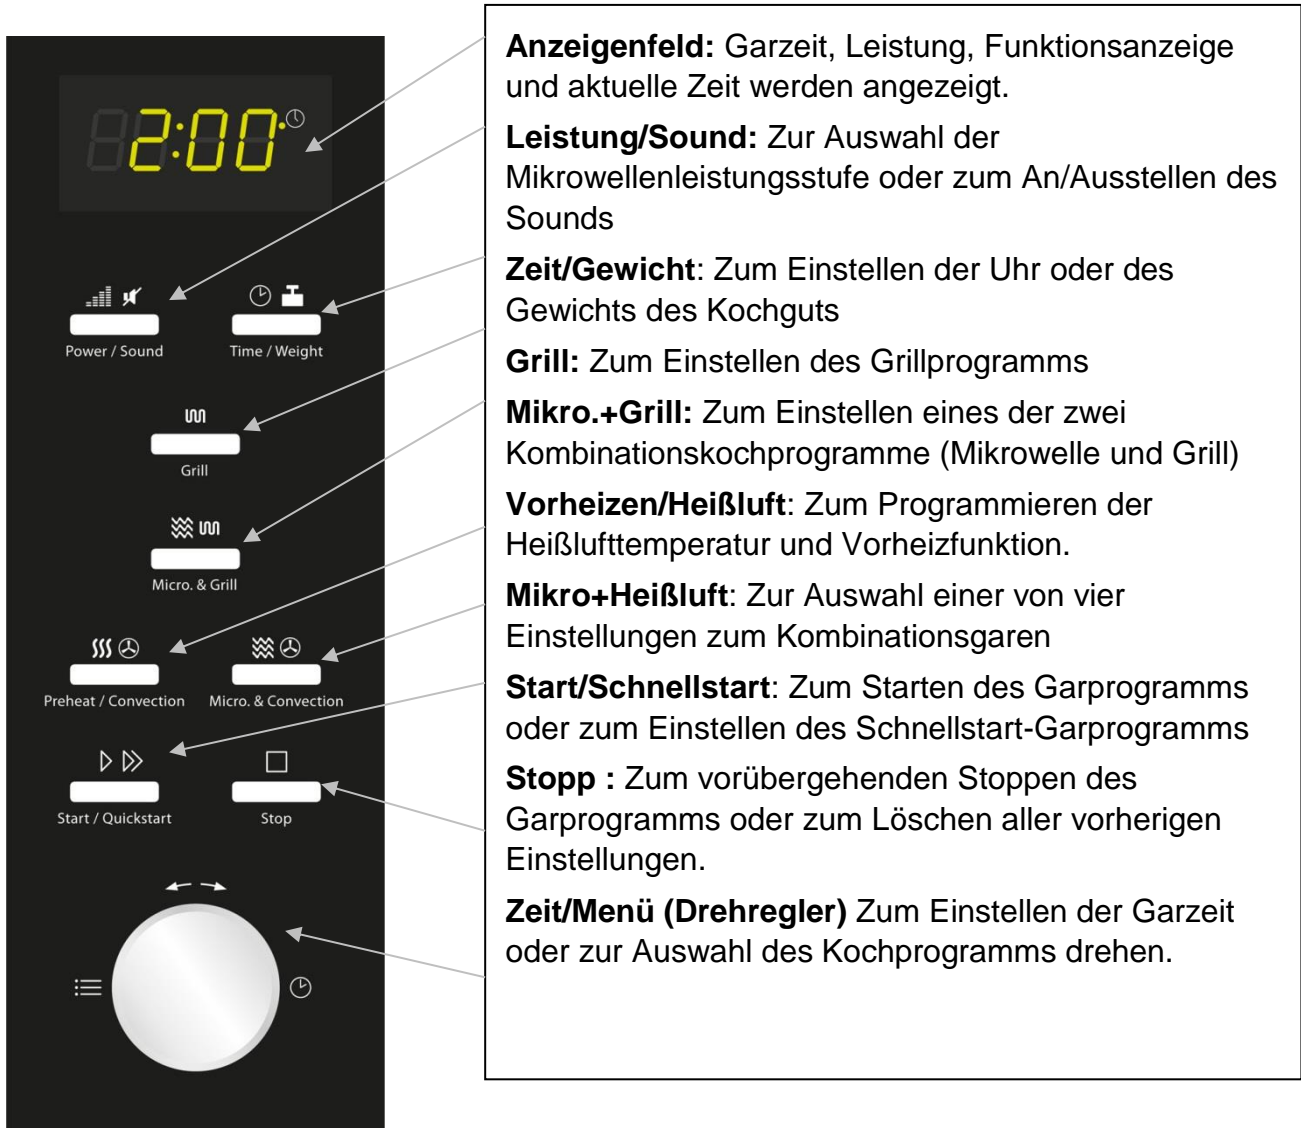 2:00
Power / Sound
Time / Weight
Grill
Micro. & Grill
Preheat / Convection
Micro. & Convection
Start / Quickstart
Stop
Anzeigenfeld: Garzeit, Leistung, Funktionsanzeige
und aktuelle Zeit werden angezeigt.
Leistung/Sound: Zur Auswahl der
Mikrowellenleistungsstufe oder zum An/Ausstellen des
Sounds
Zeit/Gewicht: Zum Einstellen der Uhr oder des
Gewichts des Kochguts
Grill: Zum Einstellen des Grillprogramms
Mikro.+Grill: Zum Einstellen eines der zwei
Kombinationskochprogramme (Mikrowelle und Grill)
Vorheizen/Heißluft: Zum Programmieren der
Heißlufttemperatur und Vorheizfunktion.
Mikro+Heißluft: Zur Auswahl einer von vier
Einstellungen zum Kombinationsgaren
Start/Schnellstart: Zum Starten des Garprogramms
oder zum Einstellen des Schnellstart-Garprogramms
Stopp : Zum vorübergehenden Stoppen des
Garprogramms oder zum Löschen aller vorherigen
Einstellungen.
Zeit/Menü (Drehregler) Zum Einstellen der Garzeit
oder zur Auswahl des Kochprogramms drehen.